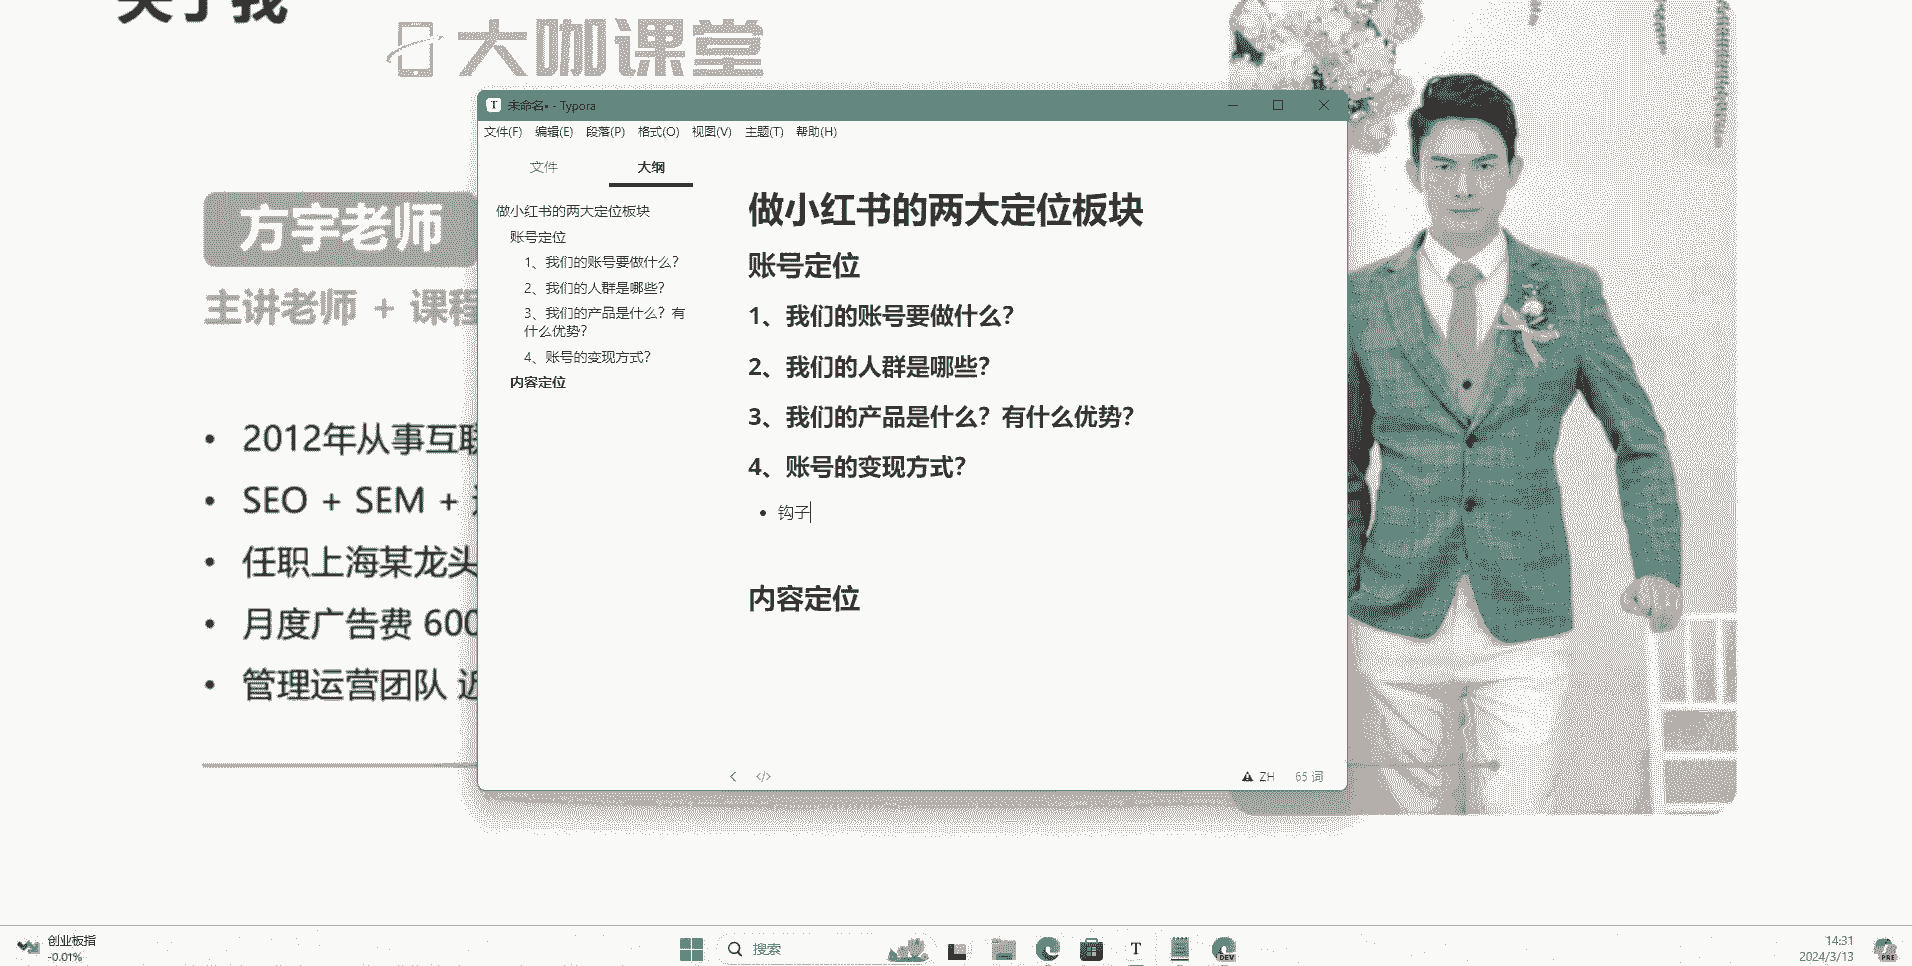 关于我
大咖课堂
方宇老师
主讲老师 + 课程
• 2012年从事互联
• SEO + SEM +
• 任职上海某龙头
• 月度广告费 600
• 管理运营团队 近
未命名• - Typora
文件(F) 编辑(E) 段落(P) 格式(O) 视图(V) 主题(T) 帮助(H)
文件 大纲
做小红书的两大定位板块
账号定位
1、我们的账号要做什么？
2、我们的人群是哪些？
3、我们的产品是什么？有
什么优势？
4、账号的变现方式？
内容定位
做小红书的两大定位板块
账号定位
1、我们的账号要做什么？
2、我们的人群是哪些？
3、我们的产品是什么？有什么优势？
4、账号的变现方式？
• 钩子
内容定位
</> ZH 65 词
创业板指
-0.01%
搜索
T
DEV
14:31
2024/3/13
PRE